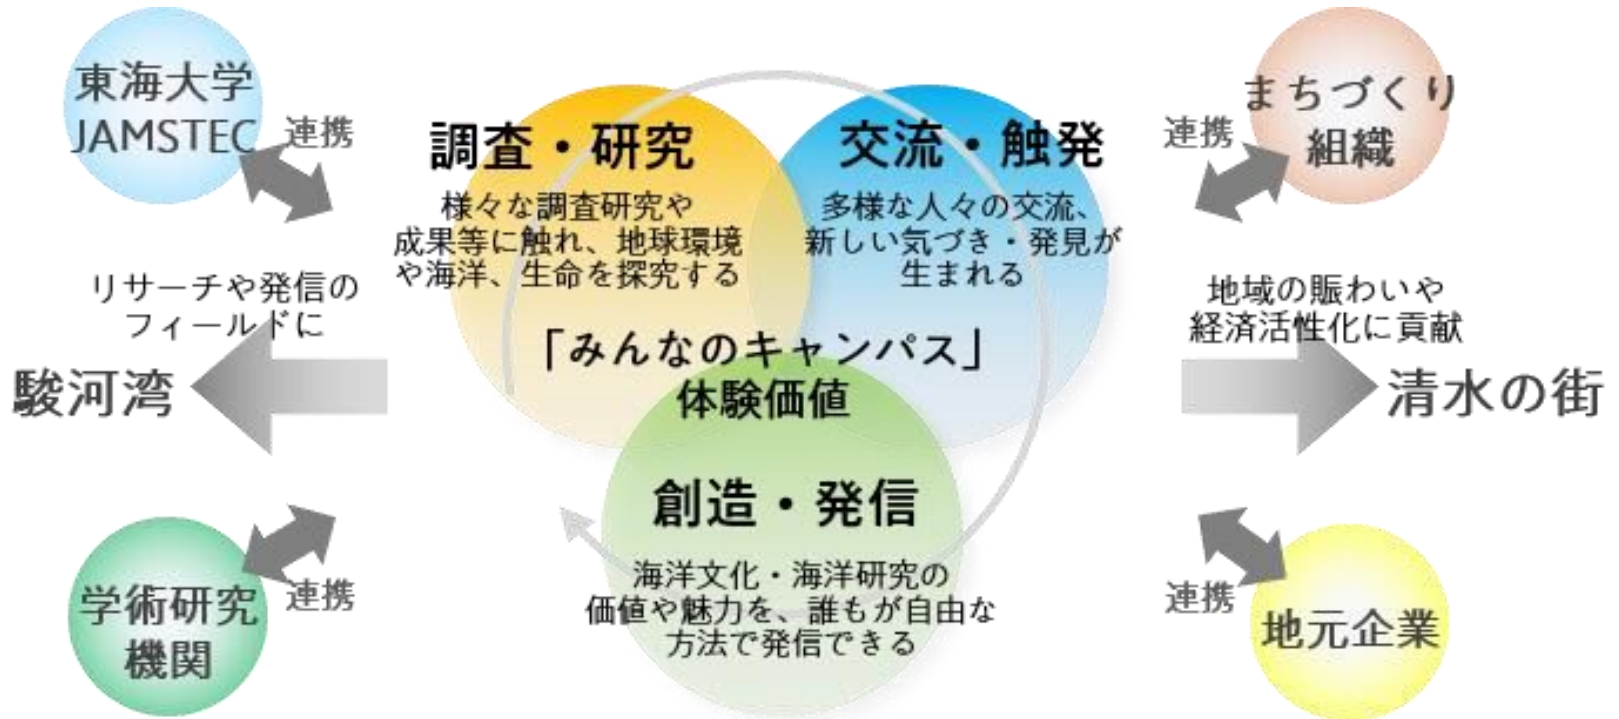 東海大学
JAMSTEC
連携
リサーチや発信の
フィールドに
駿河湾
学術研究
機関
連携
調査・研究
様々な調査研究や
成果等に触れ、地球環境
や海洋、生命を探究する
交流・触発
多様な人々の交流、
新しい気づき・発見が
生まれる
「みんなのキャンパス」
体験価値
創造・発信
海洋文化・海洋研究の
価値や魅力を、誰もが自由な
方法で発信できる
まちづくり
組織
連携
地域の賑わいや
経済活性化に貢献
清水の街
連携
地元企業